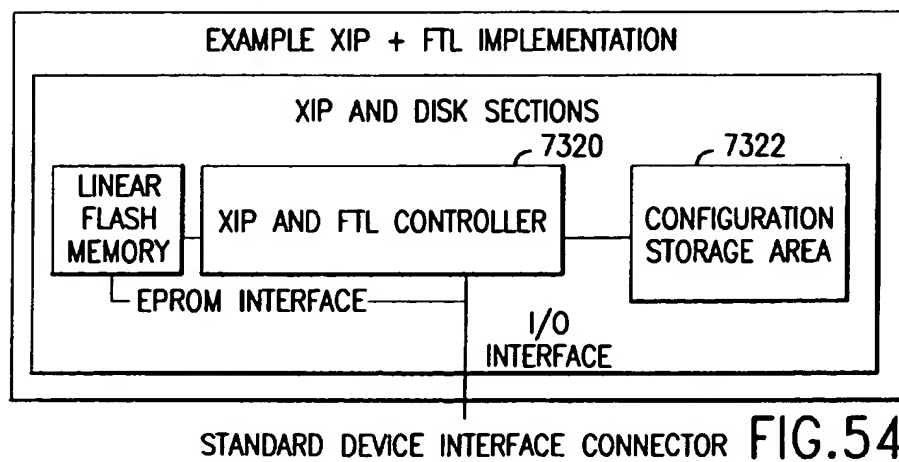 EXAMPLE XIP + FTL IMPLEMENTATION
XIP AND DISK SECTIONS
7320
7322
LINEAR
FLASH
MEMORY
XIP AND FTL CONTROLLER
CONFIGURATION
STORAGE AREA
EPROM INTERFACE
I/O
INTERFACE
STANDARD DEVICE INTERFACE CONNECTOR
FIG.54